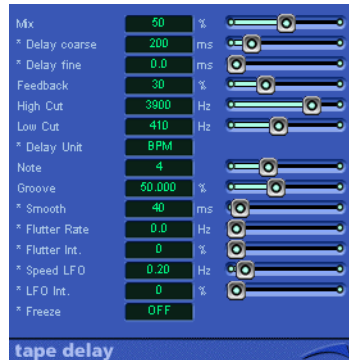 Mix 50 %
* Delay coarse 200 ms
* Delay fine 0.0 ms
Feedback 30 %
High Cut 3900 Hz
Low Cut 410 Hz
* Delay Unit BPM
Note 4
Groove 50.000 %
* Smooth 40 ms
* Flutter Rate 0.0 Hz
* Flutter Int. 0 %
* Speed LFO 0.20 Hz
* LFO Int. 0 %
* Freeze OFF
tape delay